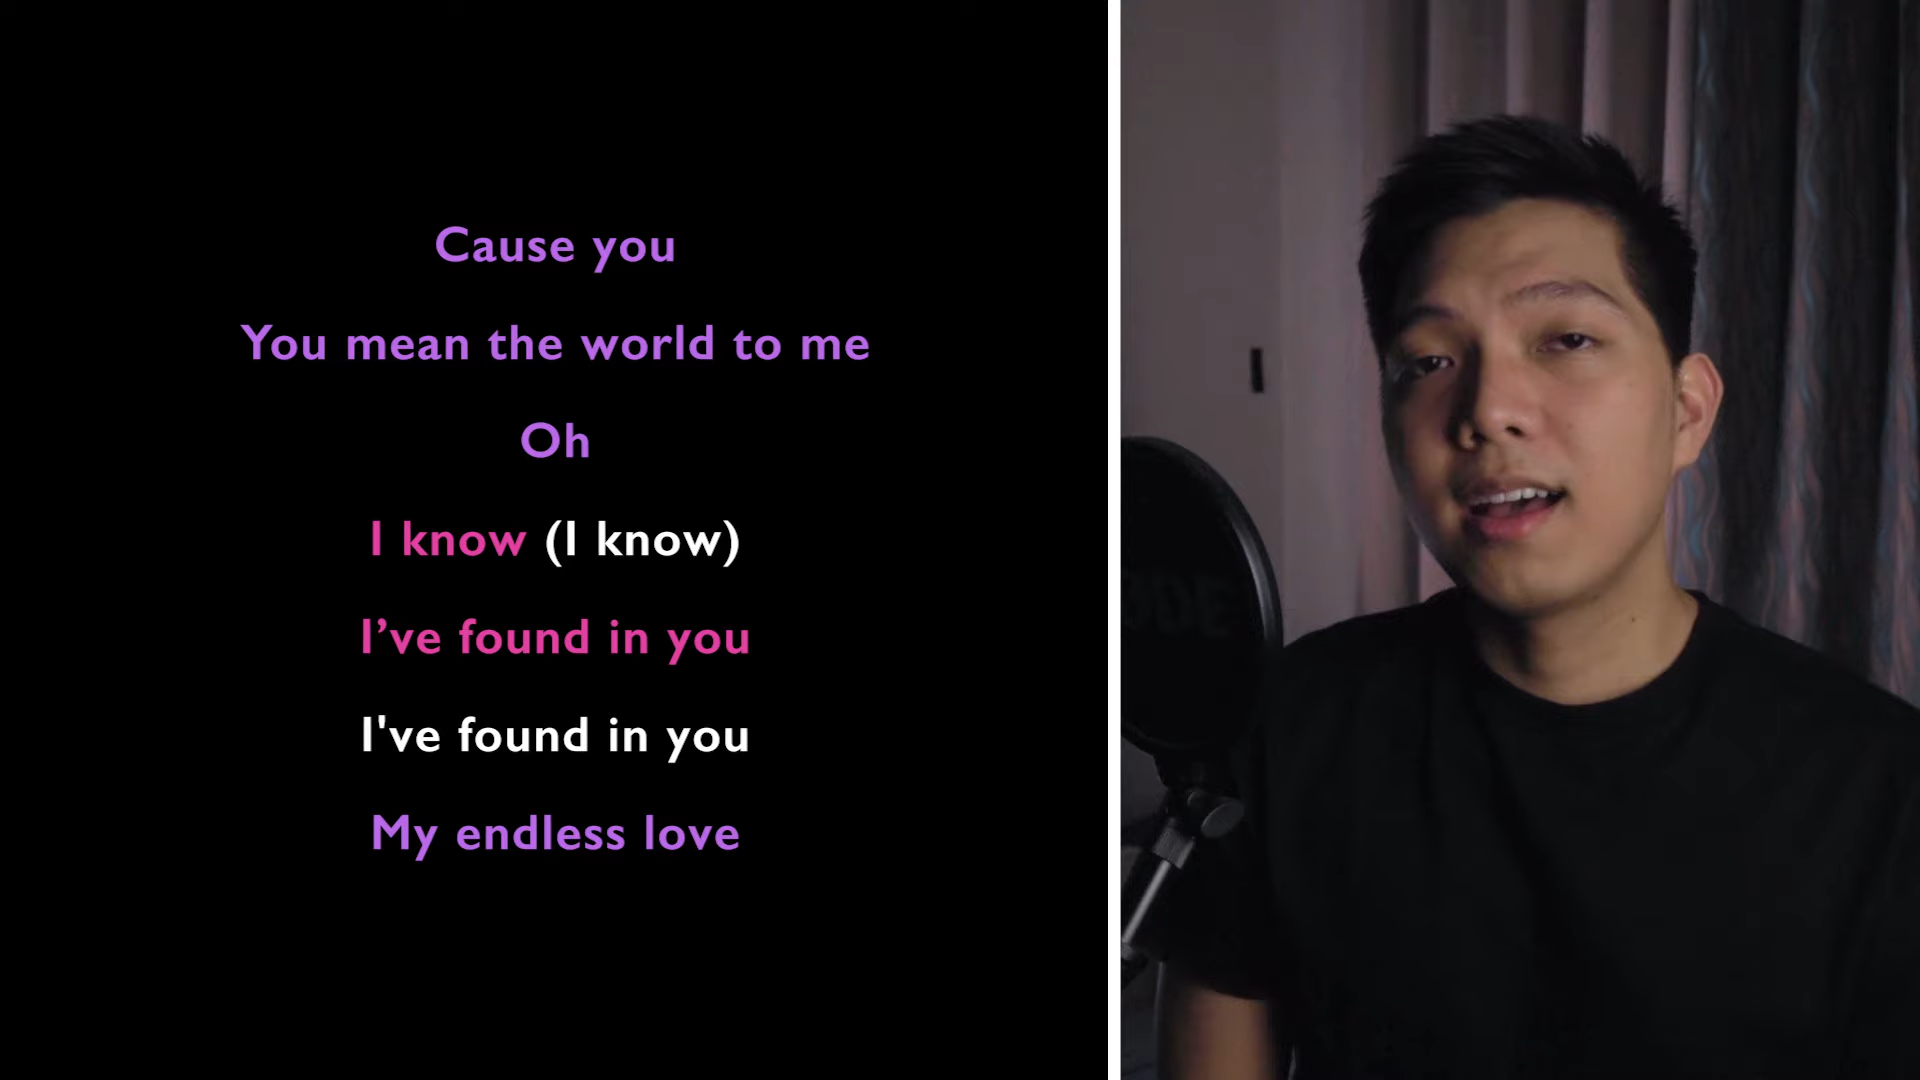 Cause you
You mean the world to me
Oh
I know (I know)
I’ve found in you
I've found in you
My endless love